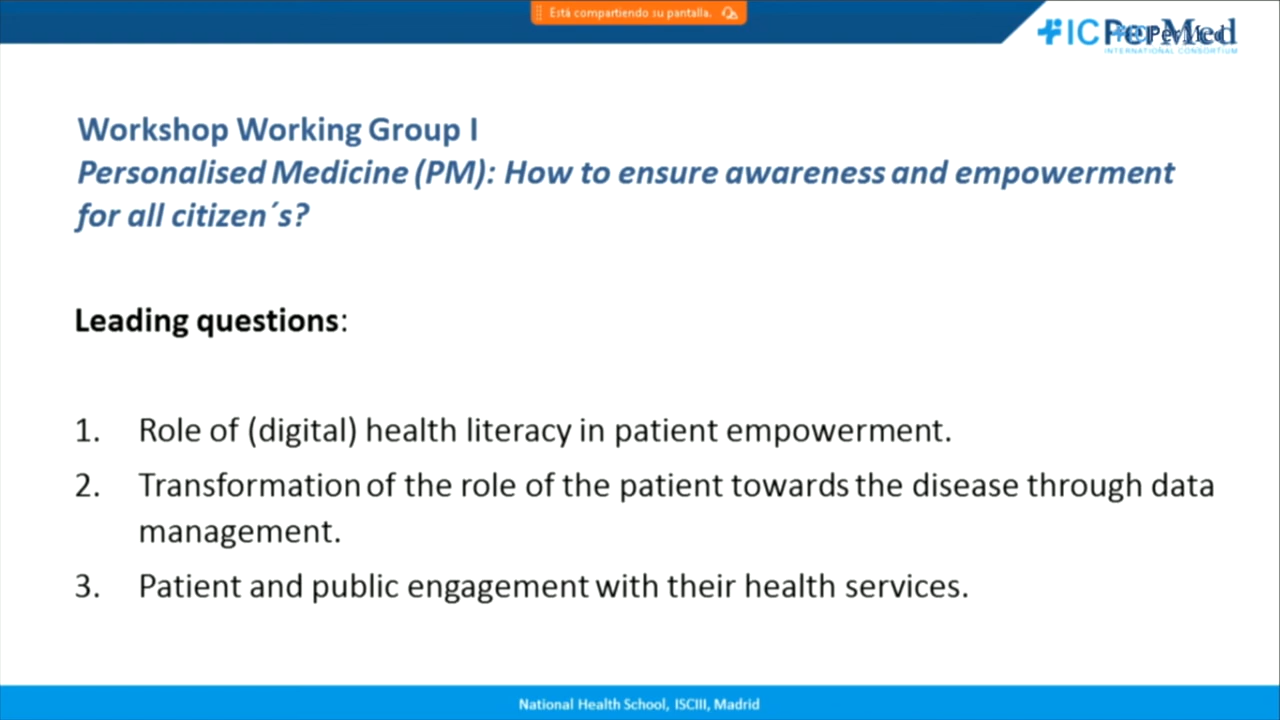 Está compartiendo su pantalla.
IC PerMed
INTERNATIONAL CONSORTIUM
Workshop Working Group I
Personalised Medicine (PM): How to ensure awareness and empowerment
for all citizen´s?
Leading questions:
1. Role of (digital) health literacy in patient empowerment.
2. Transformation of the role of the patient towards the disease through data
management.
3. Patient and public engagement with their health services.
National Health School, ISCIII, Madrid